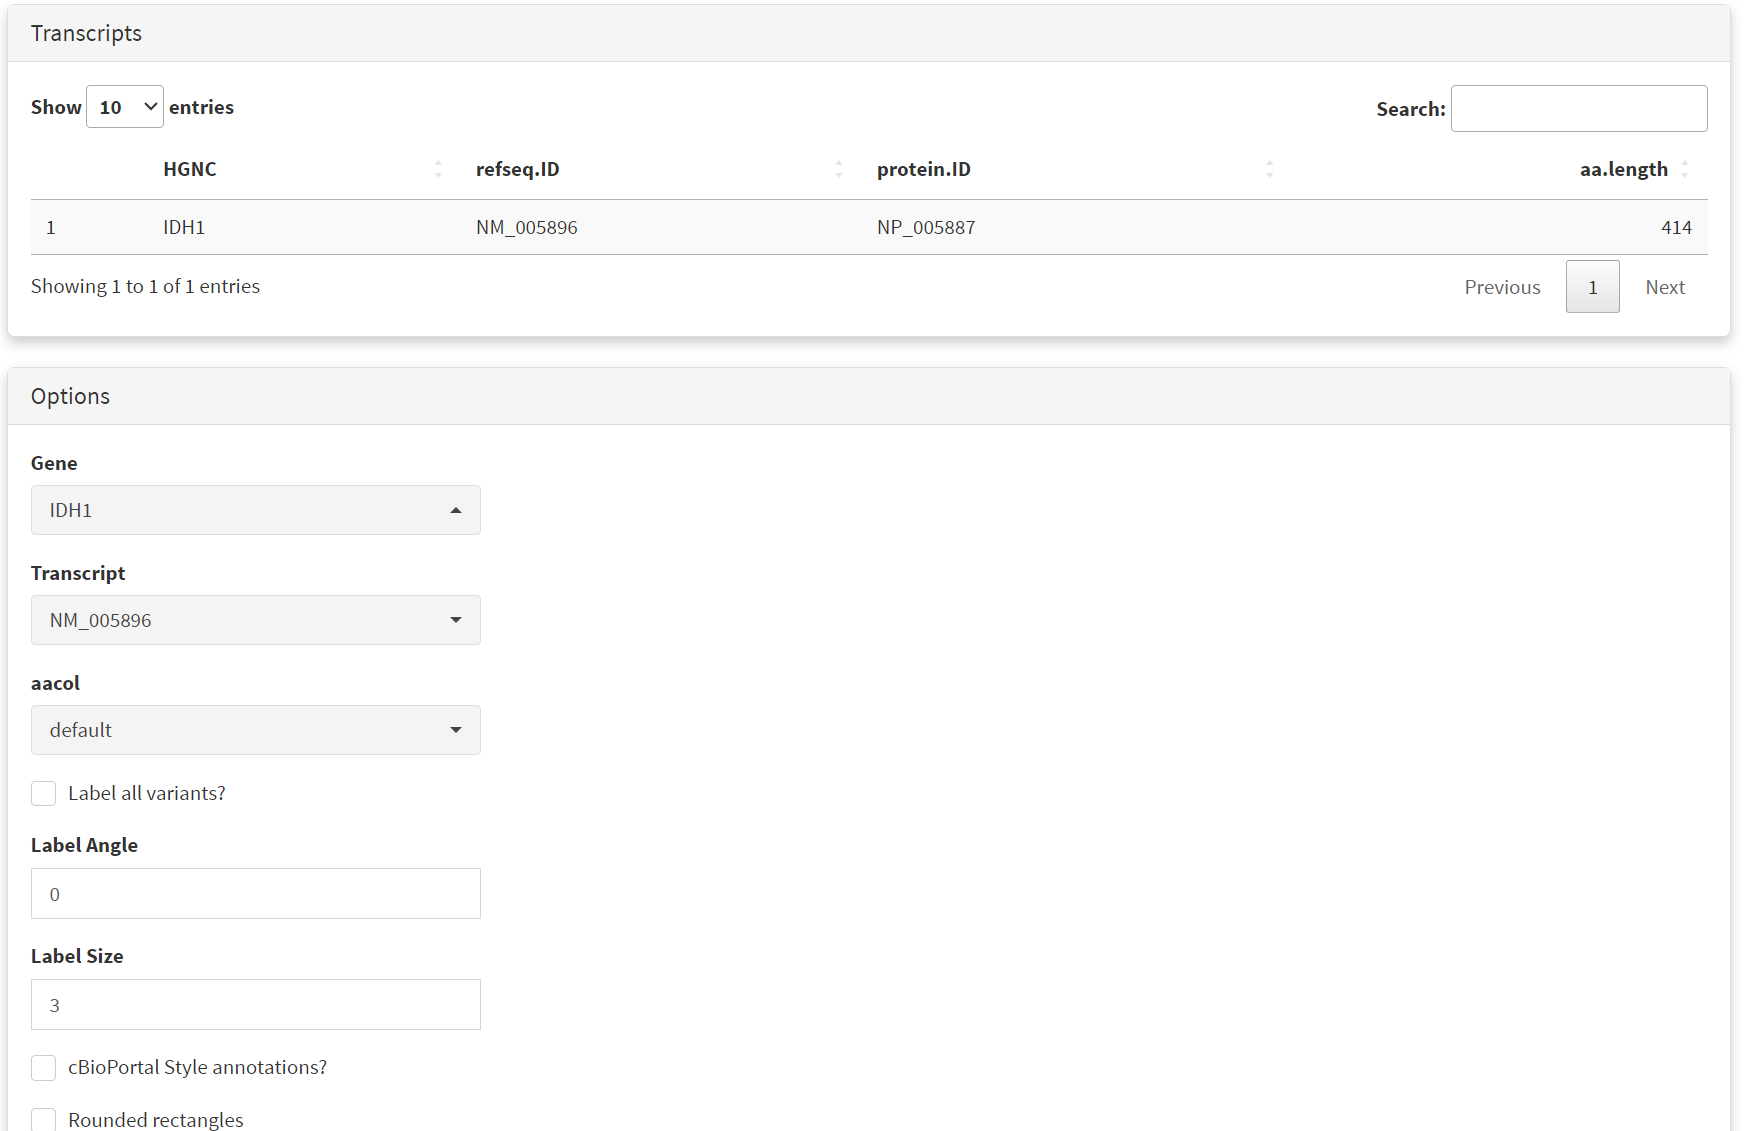 Transcripts
Show 10 entries
Search:
HGNC refseq.ID protein.ID aa.length
1 IDH1 NM_005896 NP_005887 414
Showing 1 to 1 of 1 entries
Previous 1 Next
Options
Gene
IDH1
Transcript
NM_005896
aacol
default
Label all variants?
Label Angle
0
Label Size
3
cBioPortal Style annotations?
Rounded rectangles